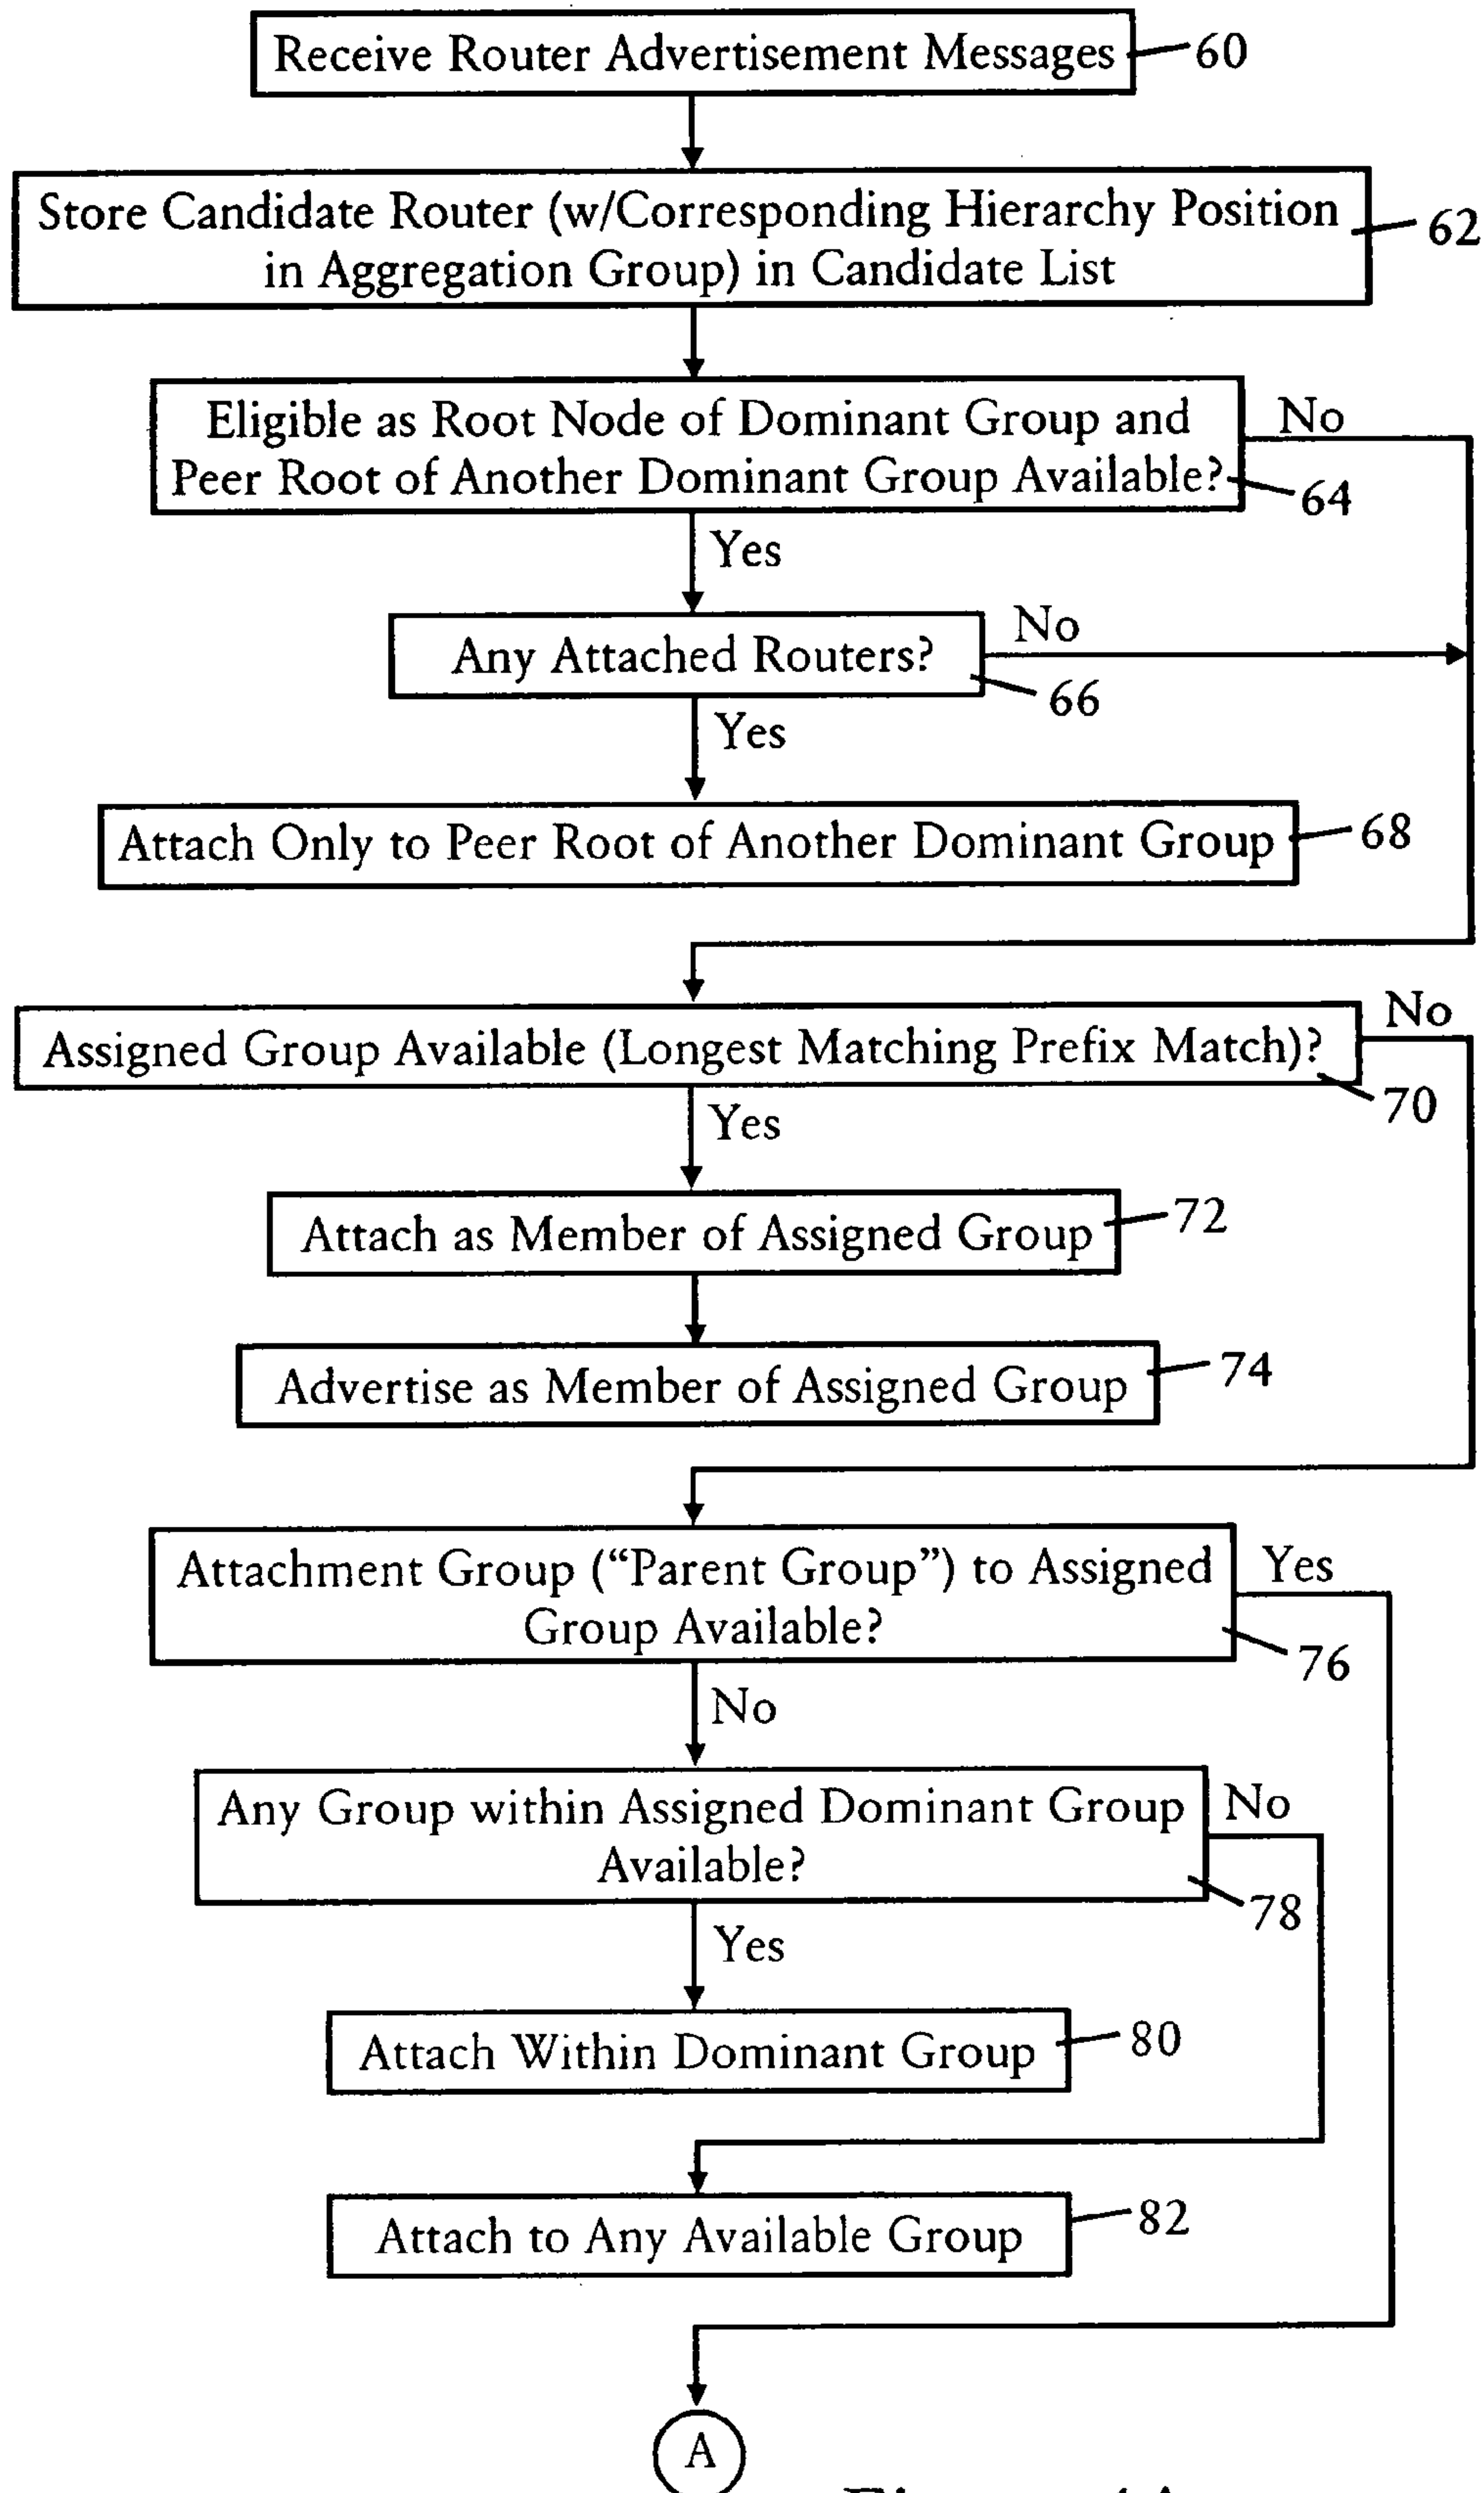 Receive Router Advertisement Messages
60
Store Candidate Router (w/Corresponding Hierarchy Position
in Aggregation Group) in Candidate List
62
Eligible as Root Node of Dominant Group and
Peer Root of Another Dominant Group Available?
No
64
Yes
Any Attached Routers?
No
66
Yes
Attach Only to Peer Root of Another Dominant Group
68
Assigned Group Available (Longest Matching Prefix Match)?
No
70
Yes
Attach as Member of Assigned Group
72
Advertise as Member of Assigned Group
74
Attachment Group (“Parent Group”) to Assigned
Group Available?
Yes
76
No
Any Group within Assigned Dominant Group
Available?
No
78
Yes
Attach Within Dominant Group
80
Attach to Any Available Group
82
A